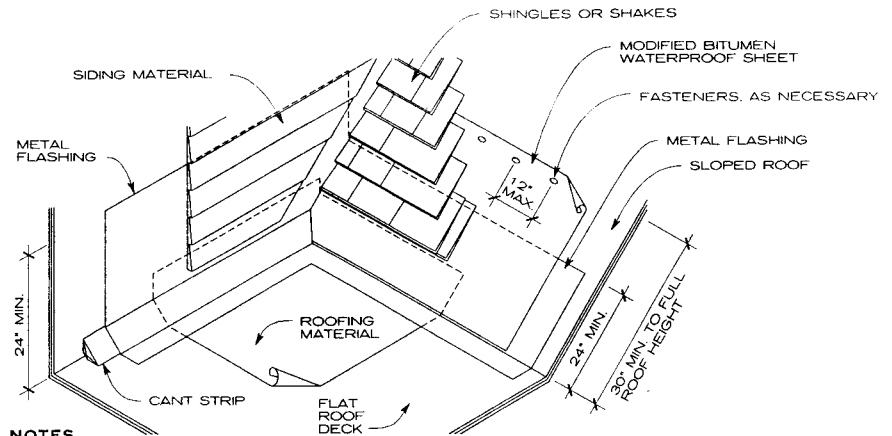 SHINGLES OR SHAKES
MODIFIED BITUMEN
WATERPROOF SHEET
SIDING MATERIAL
FASTENERS, AS NECESSARY
METAL
FLASHING
METAL FLASHING
SLOPED ROOF
12"
MAX.
24" MIN.
ROOFING
MATERIAL
24" MIN.
30" MIN. TO FULL
ROOF HEIGHT
CANT STRIP
FLAT
ROOF
DECK
NOTES